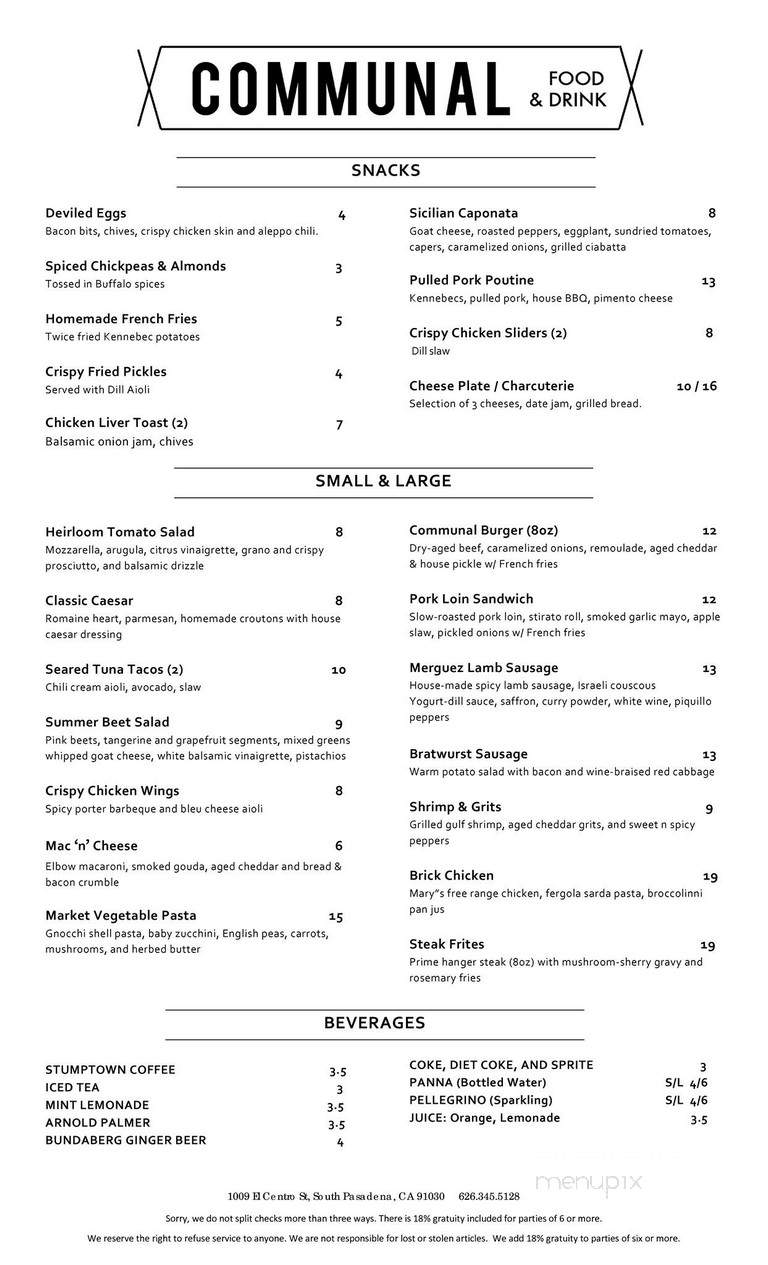 COMMUNAL FOOD
& DRINK
SNACKS
Deviled Eggs 4
Bacon bits, chives, crispy chicken skin and aleppo chili.
Spiced Chickpeas & Almonds 3
Tossed in Buffalo spices
Homemade French Fries 5
Twice fried Kennebec potatoes
Crispy Fried Pickles 4
Served with Dill Aioli
Chicken Liver Toast (2) 7
Balsamic onion jam, chives
Sicilian Caponata 8
Goat cheese, roasted peppers, eggplant, sundried tomatoes,
capers, caramelized onions, grilled ciabatta
Pulled Pork Poutine 13
Kennebecs, pulled pork, house BBQ, pimento cheese
Crispy Chicken Sliders (2) 8
Dill slaw
Cheese Plate / Charcuterie 10 / 16
Selection of 3 cheeses, date jam, grilled bread.
SMALL & LARGE
Heirloom Tomato Salad 8
Mozzarella, arugula, citrus vinaigrette, grano and crispy
prosciutto, and balsamic drizzle
Classic Caesar 8
Romaine heart, parmesan, homemade croutons with house
caesar dressing
Seared Tuna Tacos (2) 10
Chili cream aioli, avocado, slaw
Summer Beet Salad 9
Pink beets, tangerine and grapefruit segments, mixed greens
whipped goat cheese, white balsamic vinaigrette, pistachios
Crispy Chicken Wings 8
Spicy porter barbeque and bleu cheese aioli
Mac ‘n’ Cheese 6
Elbow macaroni, smoked gouda, aged cheddar and bread &
bacon crumble
Market Vegetable Pasta 15
Gnocchi shell pasta, baby zucchini, English peas, carrots,
mushrooms, and herbed butter
Communal Burger (8oz) 12
Dry-aged beef, caramelized onions, remoulade, aged cheddar
& house pickle w/ French fries
Pork Loin Sandwich 12
Slow-roasted pork loin, stirato roll, smoked garlic mayo, apple
slaw, pickled onions w/ French fries
Merguez Lamb Sausage 13
House-made spicy lamb sausage, Israeli couscous
Yogurt-dill sauce, saffron, curry powder, white wine, piquillo
peppers
Bratwurst Sausage 13
Warm potato salad with bacon and wine-braised red cabbage
Shrimp & Grits 9
Grilled gulf shrimp, aged cheddar grits, and sweet n spicy
peppers
Brick Chicken 19
Mary"s free range chicken, fergola sarda pasta, broccolinni
pan jus
Steak Frites 19
Prime hanger steak (8oz) with mushroom-sherry gravy and
rosemary fries
BEVERAGES
STUMPTOWN COFFEE 3.5
ICED TEA 3
MINT LEMONADE 3.5
ARNOLD PALMER 3.5
BUNDABERG GINGER BEER 4
COKE, DIET COKE, AND SPRITE 3
PANNA (Bottled Water) S/L 4/6
PELLEGRINO (Sparkling) S/L 4/6
JUICE: Orange, Lemonade 3.5
menupix
1009 El Centro St, South Pasadena, CA 91030 626.345.5128
Sorry, we do not split checks more than three ways. There is 18% gratuity included for parties of 6 or more.
We reserve the right to refuse service to anyone. We are not responsible for lost or stolen articles. We add 18% gratuity to parties of six or more.